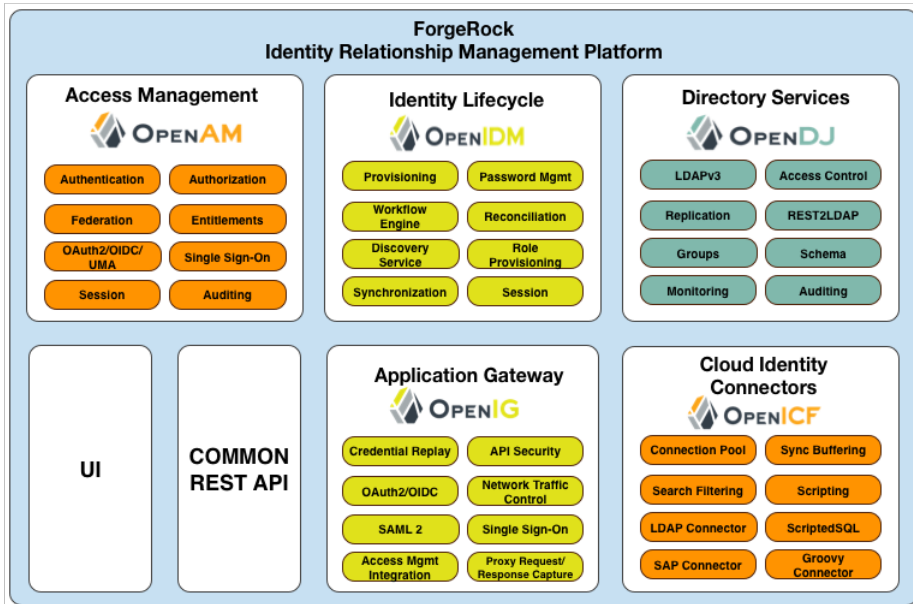 ForgeRock
Identity Relationship Management Platform
Access Management
OPENAM
Authentication
Authorization
Federation
Entitlements
OAuth2/OIDC/
UMA
Single Sign-On
Session
Auditing
Identity Lifecycle
OPENIDM
Provisioning
Password Mgmt
Workflow
Engine
Reconciliation
Discovery
Service
Role
Provisioning
Synchronization
Session
Directory Services
OPENDJ
LDAPv3
Access Control
Replication
REST2LDAP
Groups
Schema
Monitoring
Auditing
UI
COMMON
REST API
Application Gateway
OPENIG
Credential Replay
API Security
OAuth2/OIDC
Network Traffic
Control
SAML 2
Single Sign-On
Access Mgmt
Integration
Proxy Request/
Response Capture
Cloud Identity
Connectors
OPENICF
Connection Pool
Sync Buffering
Search Filtering
Scripting
LDAP Connector
ScriptedSQL
SAP Connector
Groovy
Connector